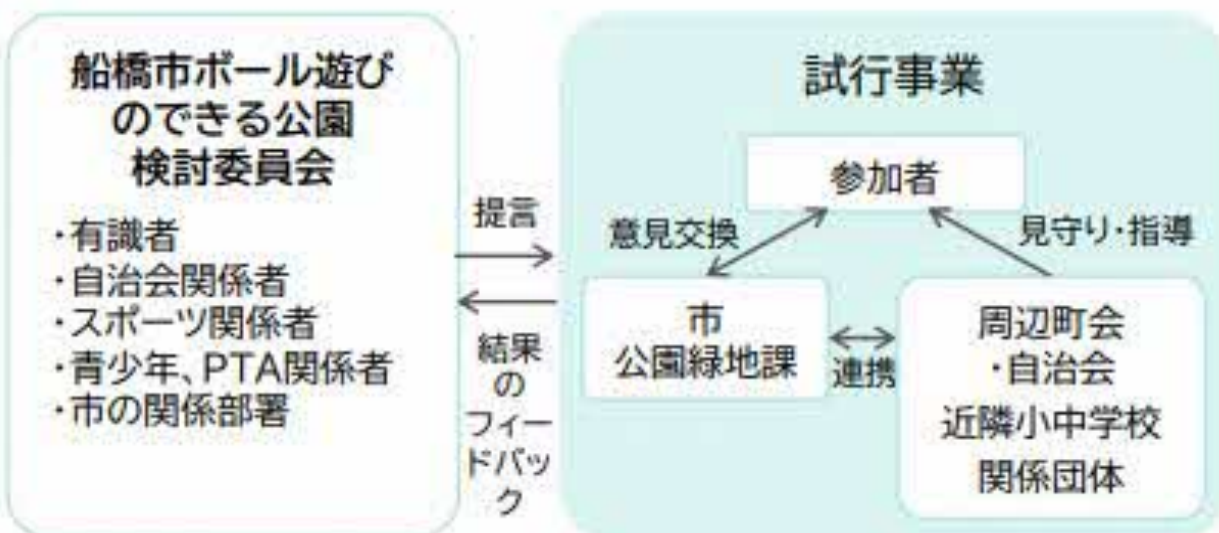 船橋市ボール遊び
のできる公園
検討委員会
・有識者
・自治会関係者
・スポーツ関係者
・青少年、PTA関係者
・市の関係部署
提言
結果
の
フィー
ドバッ
ク
試行事業
参加者
意見交換
見守り・指導
市
公園緑地課
連携
周辺町会
・自治会
近隣小中学校
関係団体